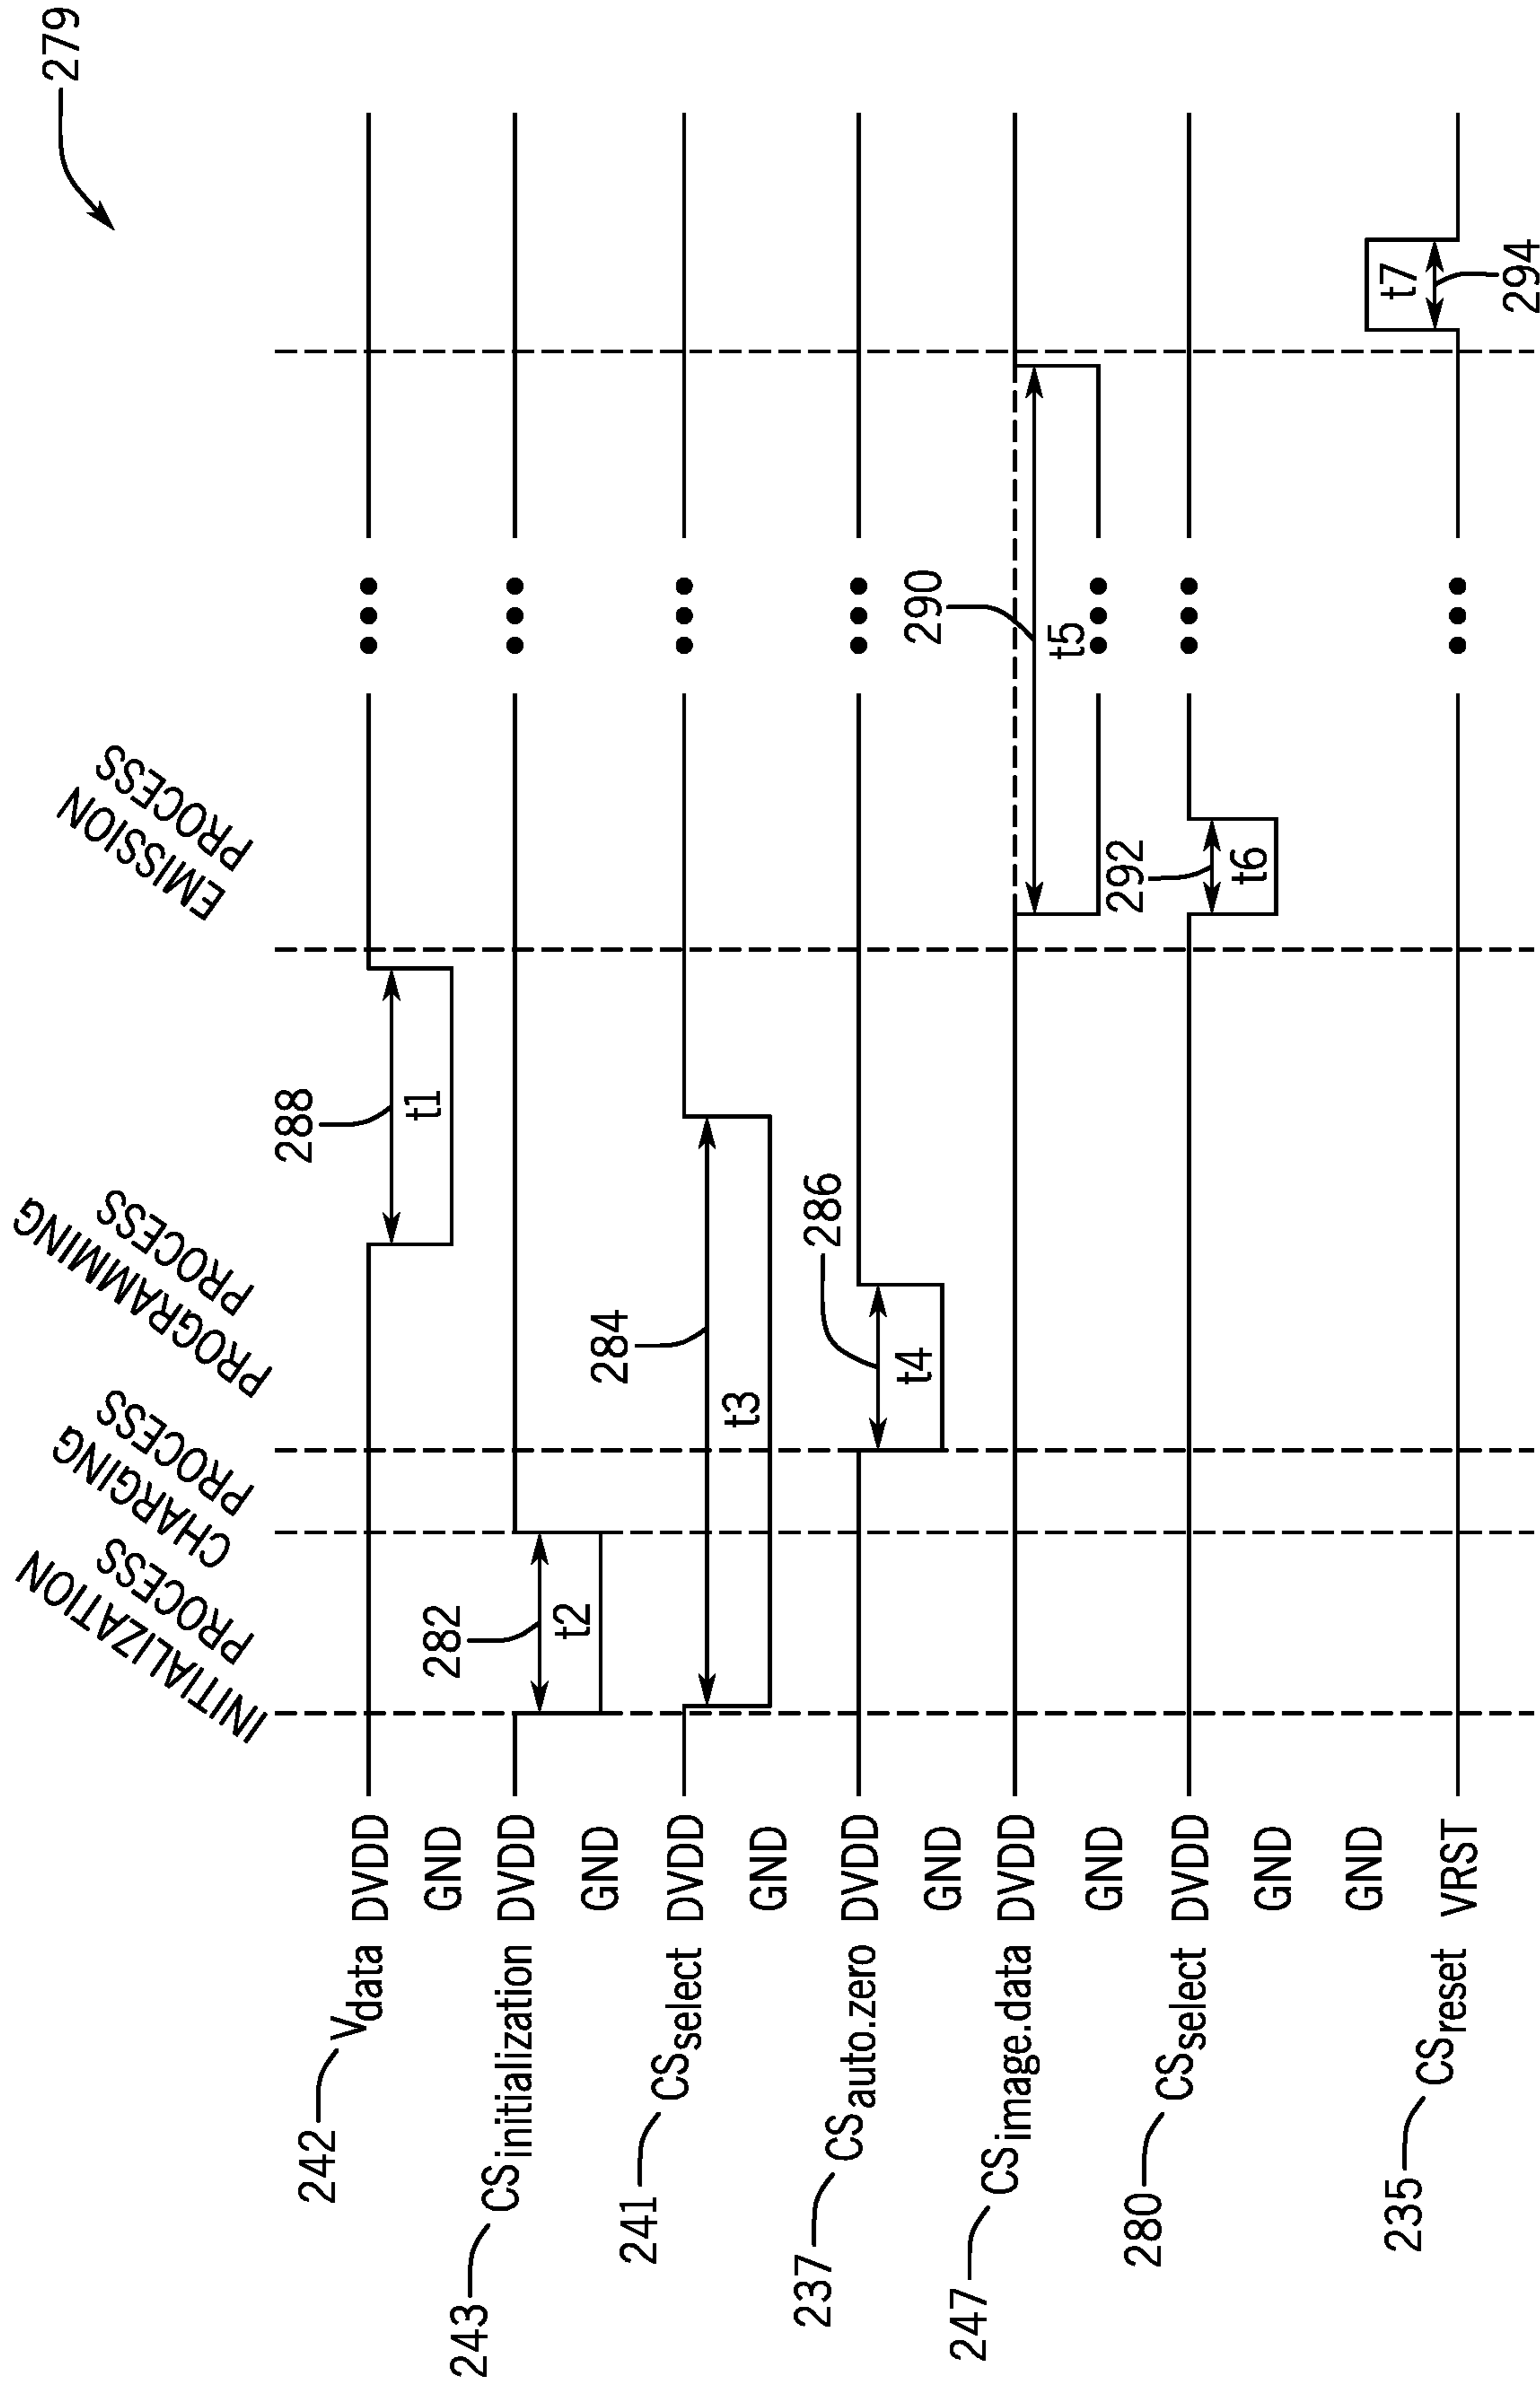 279
INITIALIZATION
PROCESS
CHARGING
PROCESS
PROGRAMMING
PROCESS
EMISSION
PROCESS
242
Vdata
DVDD
GND
288
t1
243
CSinitialization
DVDD
GND
282
t2
241
CSselect
DVDD
GND
284
t3
237
CSauto.zero
DVDD
GND
286
t4
247
CSimage.data
DVDD
GND
290
t5
280
CSselect
DVDD
GND
292
t6
235
CSreset
GND
VRST
t7
294